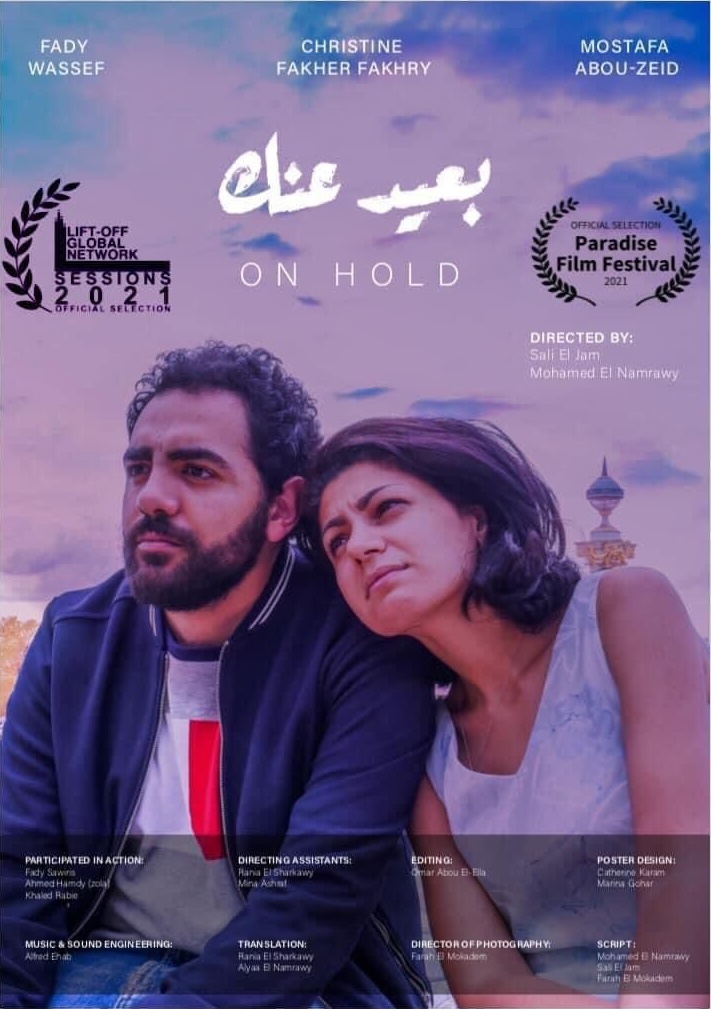 FADY
WASSEF
CHRISTINE
FAKHER FAKHRY
MOSTAFA
ABOU-ZEID
بعيد عنك
ON HOLD
LIFT-OFF
GLOBAL
NETWORK
SESSIONS
2021
OFFICIAL SELECTION
OFFICIAL SELECTION
Paradise
Film Festival
2021
DIRECTED BY:
Sali El Jam
Mohamed El Namrawy
PARTICIPATED IN ACTION:
Fady Sawiris
Ahmed Hamdy (zola)
Khaled Rabie
DIRECTING ASSISTANTS:
Rania El Sharkawy
Mina Ashraf
EDITING:
Omar Abou El- Ella
POSTER DESIGN:
Catherine Karam
Marina Gohar
MUSIC & SOUND ENGINEERING:
Alfred Ehab
TRANSLATION:
Rania El Sharkawy
Alyaa El Namrawy
DIRECTOR OF PHOTOGRAPHY:
Farah El Mokadem
SCRIPT:
Mohamed El Namrawy
Sali El Jam
Farah El Mokadem